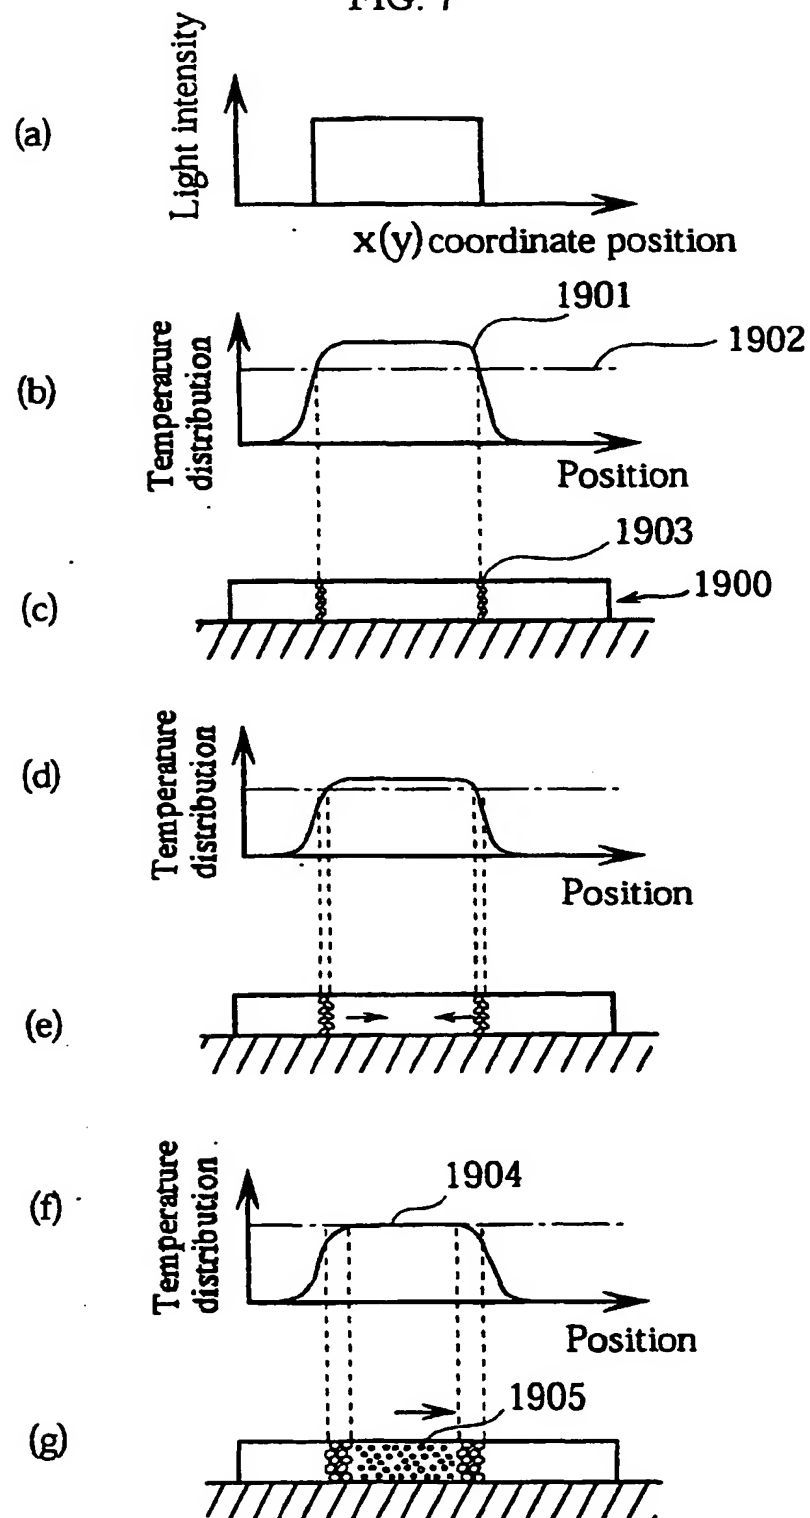 FIG. 7
(a)
Light intensity
x(y) coordinate position
1901
1902
(b)
Temperature
distribution
Position
1903
1900
(c)
(d)
Temperature
distribution
Position
(e)
1904
(f)
Temperature
distribution
Position
1905
(g)